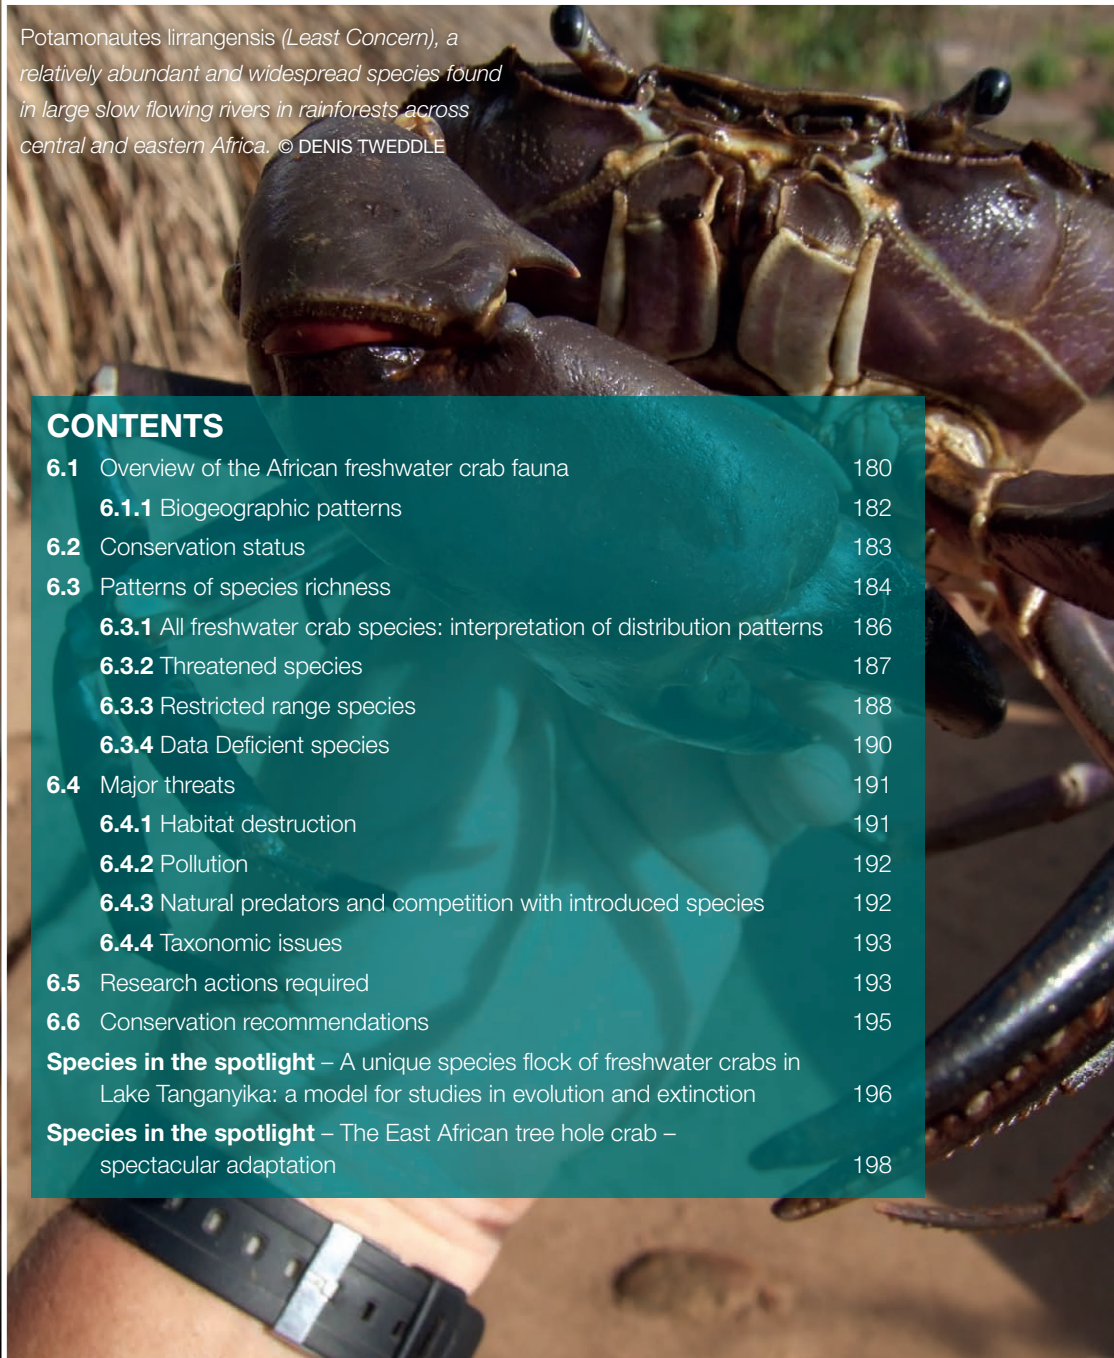 Potamonautes lirrangensis (Least Concern), a
relatively abundant and widespread species found
in large slow flowing rivers in rainforests across
central and eastern Africa. © DENIS TWEDDLE
CONTENTS
6.1 Overview of the African freshwater crab fauna 180
6.1.1 Biogeographic patterns 182
6.2 Conservation status 183
6.3 Patterns of species richness 184
6.3.1 All freshwater crab species: interpretation of distribution patterns 186
6.3.2 Threatened species 187
6.3.3 Restricted range species 188
6.3.4 Data Deficient species 190
6.4 Major threats 191
6.4.1 Habitat destruction 191
6.4.2 Pollution 192
6.4.3 Natural predators and competition with introduced species 192
6.4.4 Taxonomic issues 193
6.5 Research actions required 193
6.6 Conservation recommendations 195
Species in the spotlight – A unique species flock of freshwater crabs in
Lake Tanganyika: a model for studies in evolution and extinction 196
Species in the spotlight – The East African tree hole crab –
spectacular adaptation 198